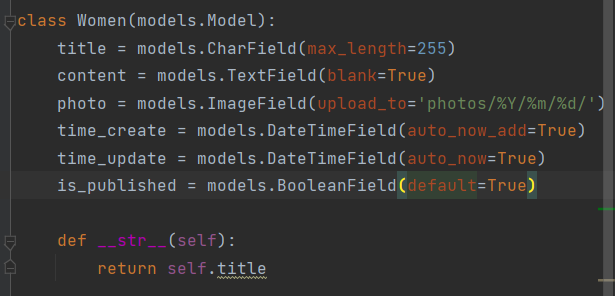 class Women(models.Model):
    title = models.CharField(max_length=255)
    content = models.TextField(blank=True)
    photo = models.ImageField(upload_to='photos/%Y/%m/%d/')
    time_create = models.DateTimeField(auto_now_add=True)
    time_update = models.DateTimeField(auto_now=True)
    is_published = models.BooleanField(default=True)
    def __str__(self):
        return self.title